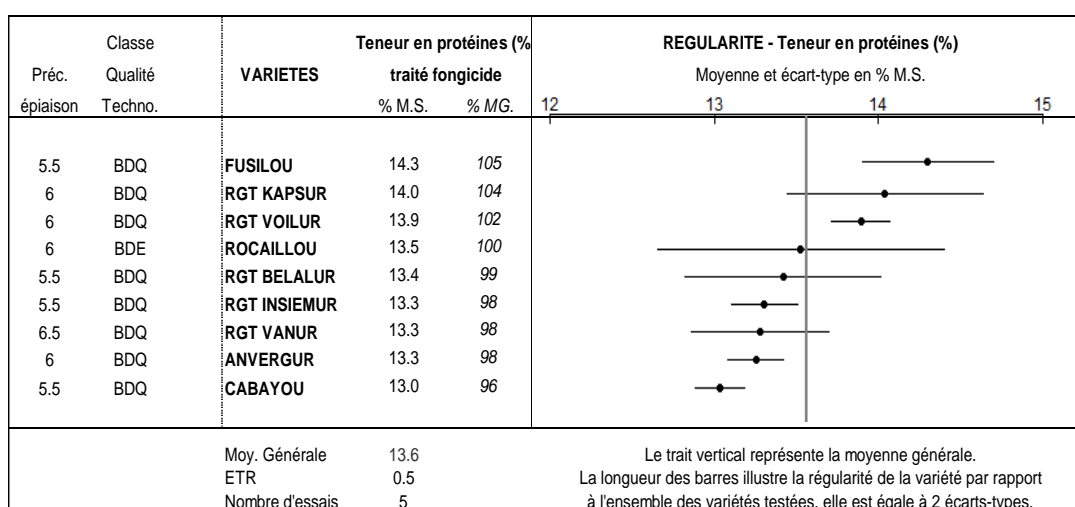 Classe Teneur en protéines (% REGULARITE - Teneur en protéines (%)
Préc. Qualité VARIETES traité fongicide Moyenne et écart-type en % M.S.
épiaison Techno. % M.S. % MG. 12 13 14 15
5.5 BDQ FUSILOU 14.3 105
6 BDQ RGT KAPSUR 14.0 104
6 BDQ RGT VOILUR 13.9 102
6 BDE ROCAILLOU 13.5 100
5.5 BDQ RGT BELALUR 13.4 99
5.5 BDQ RGT INSIEMUR 13.3 98
6.5 BDQ RGT VANUR 13.3 98
6 BDQ ANVERGUR 13.3 98
5.5 BDQ CABAYOU 13.0 96
Moy. Générale 13.6 Le trait vertical représente la moyenne générale.
ETR 0.5 La longueur des barres illustre la régularité de la variété par rapport
Nombre d'essais 5 à l'ensemble des variétés testées, elle est égale à 2 écarts-types.